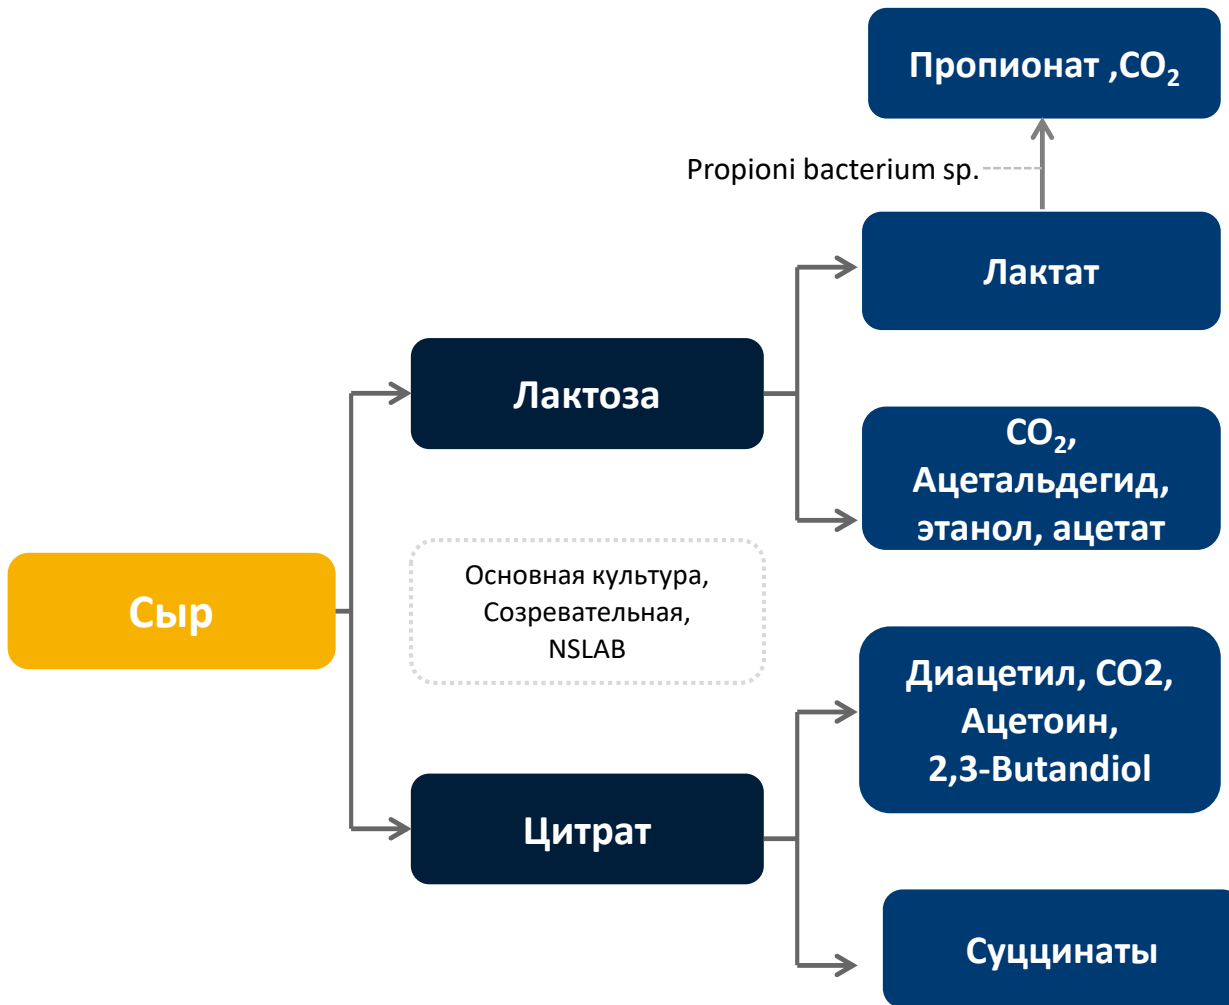 Пропионат ,CO₂
Propioni bacterium sp.
Лактат
Лактоза
CO₂,
Ацетальдегид,
этанол, ацетат
Сыр
Основная культура,
Созревательная,
NSLAB
Диацетил, CO2,
Ацетоин,
2,3-Butandiol
Цитрат
Суццинаты